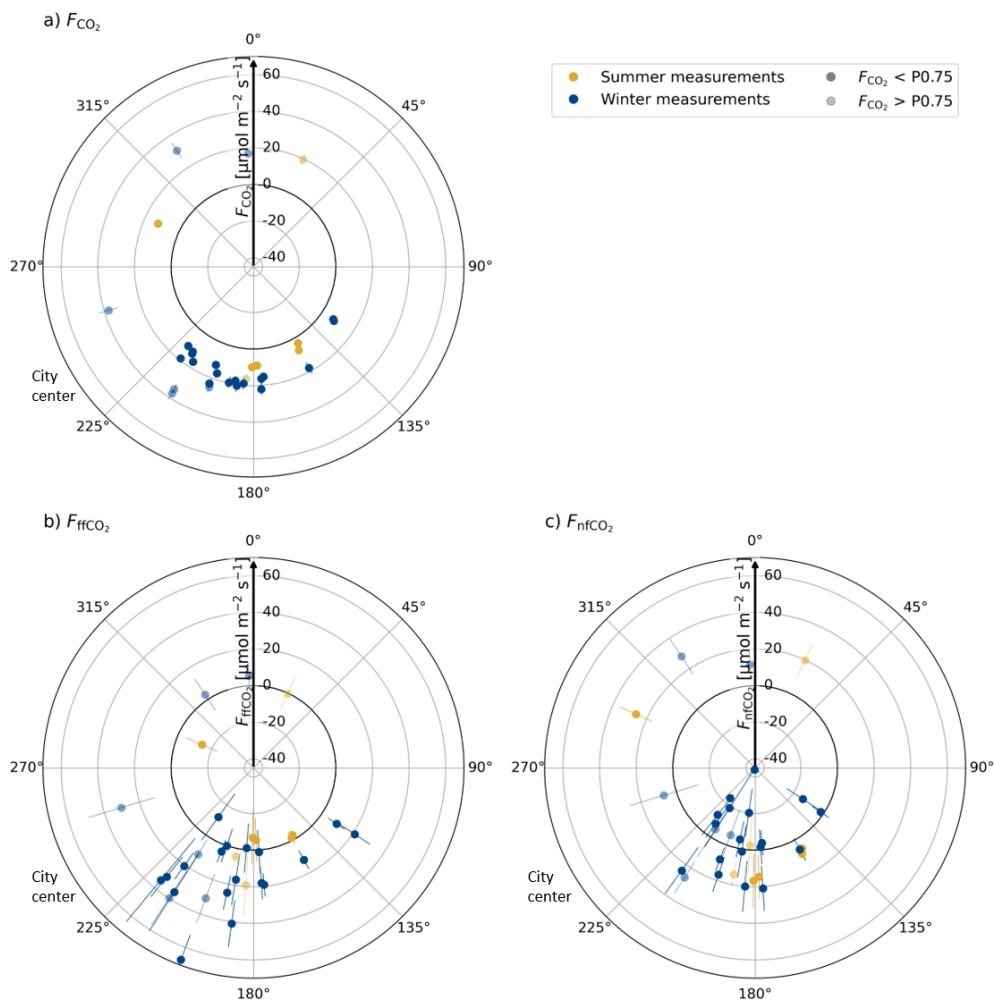 a) F_CO₂
0°
45°
90°
135°
180°
225°
270°
315°
60
40
20
0
-20
-40
F_CO₂ [µmol m⁻² s⁻¹]
City
center
Summer measurements
Winter measurements
F_CO₂ < P0.75
F_CO₂ > P0.75
b) F_ffCO₂
0°
45°
90°
135°
180°
225°
270°
315°
60
40
20
0
-20
-40
F_ffCO₂ [µmol m⁻² s⁻¹]
City
center
c) F_nfCO₂
0°
45°
90°
135°
180°
225°
270°
315°
60
40
20
0
-20
-40
F_nfCO₂ [µmol m⁻² s⁻¹]
City
center